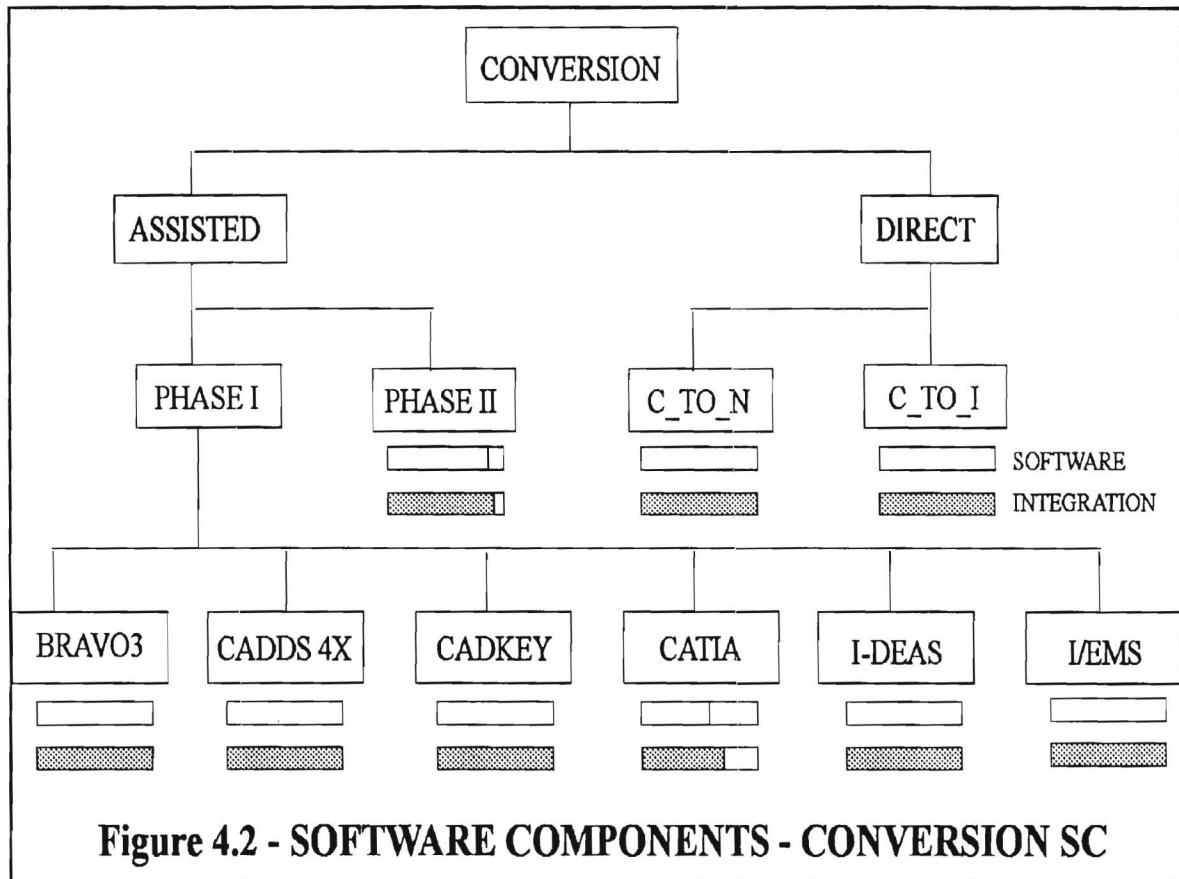 CONVERSION
ASSISTED
DIRECT
PHASE I
PHASE II
C_TO_N
C_TO_I
SOFTWARE
INTEGRATION
BRAVO3
CADDS 4X
CADKEY
CATIA
I-DEAS
I/EMS
Figure 4.2 - SOFTWARE COMPONENTS - CONVERSION SC